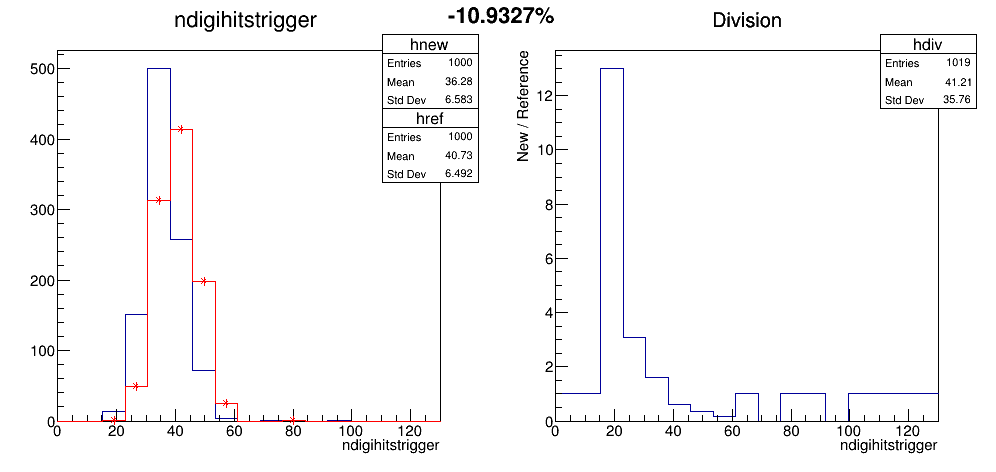 -10.9327%
ndigihitstrigger
hnew
Entries 1000
Mean 36.28
Std Dev 6.583
href
Entries 1000
Mean 40.73
Std Dev 6.492
500
400
300
200
100
0
0 20 40 60 80 100 120
ndigihitstrigger
Division
hdiv
Entries 1019
Mean 41.21
Std Dev 35.76
New / Reference
12
10
8
6
4
2
0
0 20 40 60 80 100 120
ndigihitstrigger